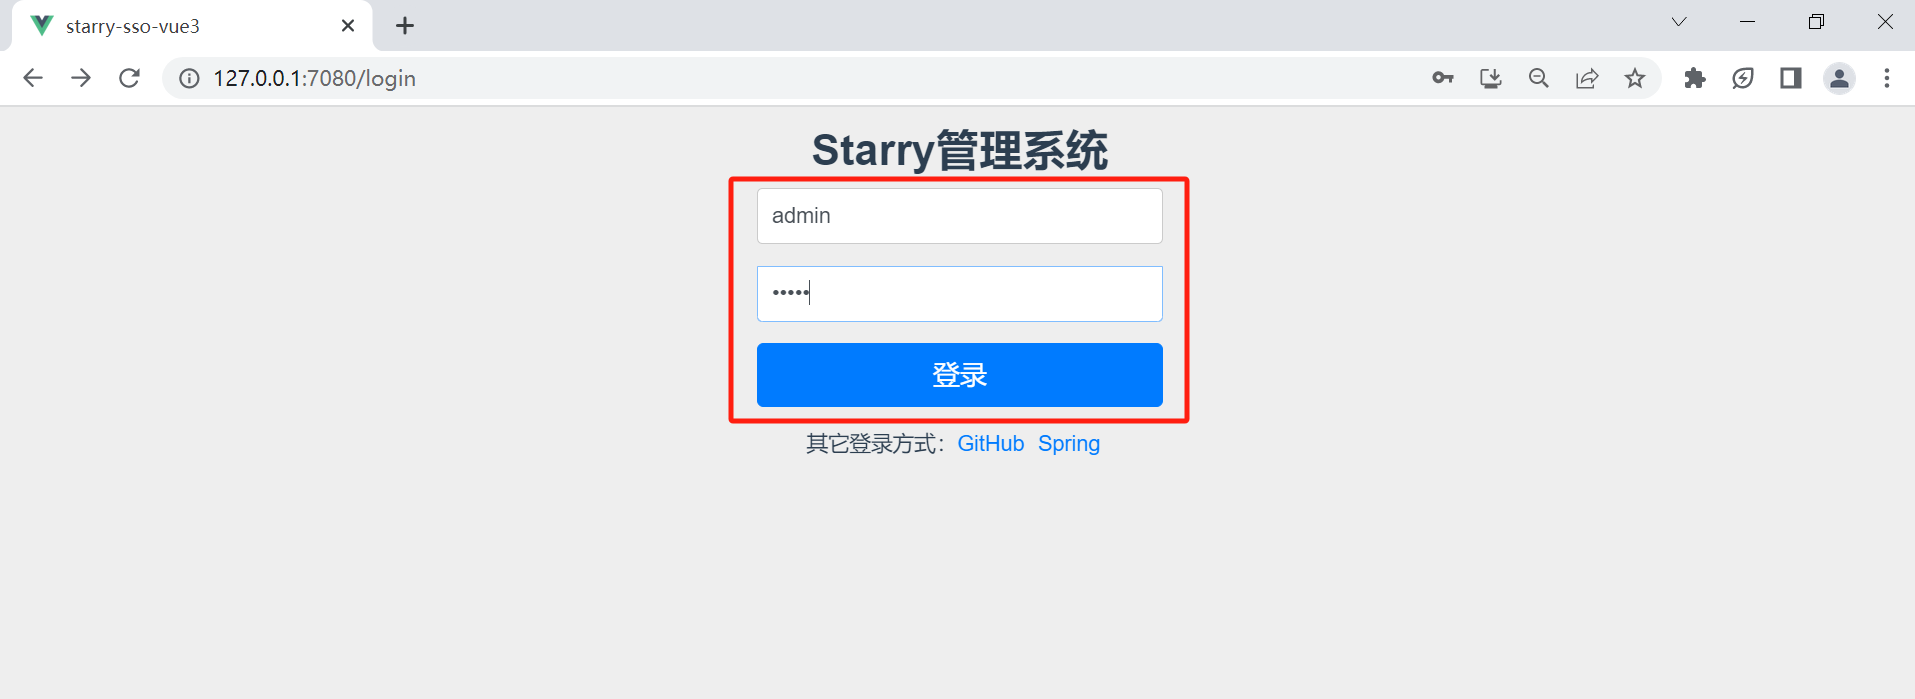 starry-sso-vue3
127.0.0.1:7080/login
Starry管理系统
admin
•••••
登录
其它登录方式：GitHub Spring